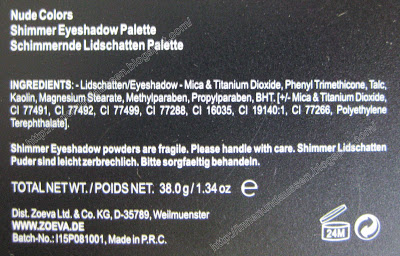 Nude Colors
Shimmer Eyeshadow Palette
Schimmernde Lidschatten Palette
INGREDIENTS: - Lidschatten/Eyeshadow - Mica & Titanium Dioxide, Phenyl Trimethicone, Talc,
Kaolin, Magnesium Stearate, Methylparaben, Propylparaben, BHT. [+/- Mica & Titanium Dioxide,
CI 77491, CI 77492, CI 77499, CI 77288, CI 16035, CI 19140:1, CI 77266, Polyethylene
Terephthalate].
Shimmer Eyeshadow powders are fragile. Please handle with care. Shimmer Lidschatten
Puder sind leicht zerbrechlich. Bitte sorgfaeltig behandeln.
TOTAL NET WT. / POIDS NET WT. 38.0 g / 1.34 oz e
Dist. Zoeva Ltd. & Co. KG, D-35789, Weilmuenster
WWW.ZOEVA.DE
Batch-No.: I15P081001, Made in P.R.C.
24M